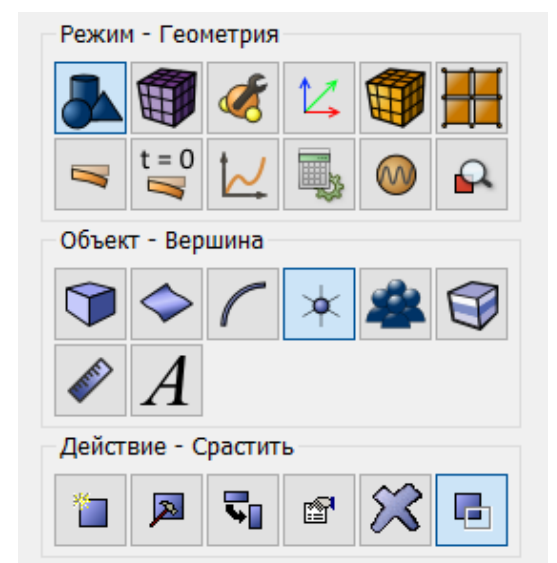 Режим - Геометрия
t = 0
Объект - Вершина
A
Действие - Срастить